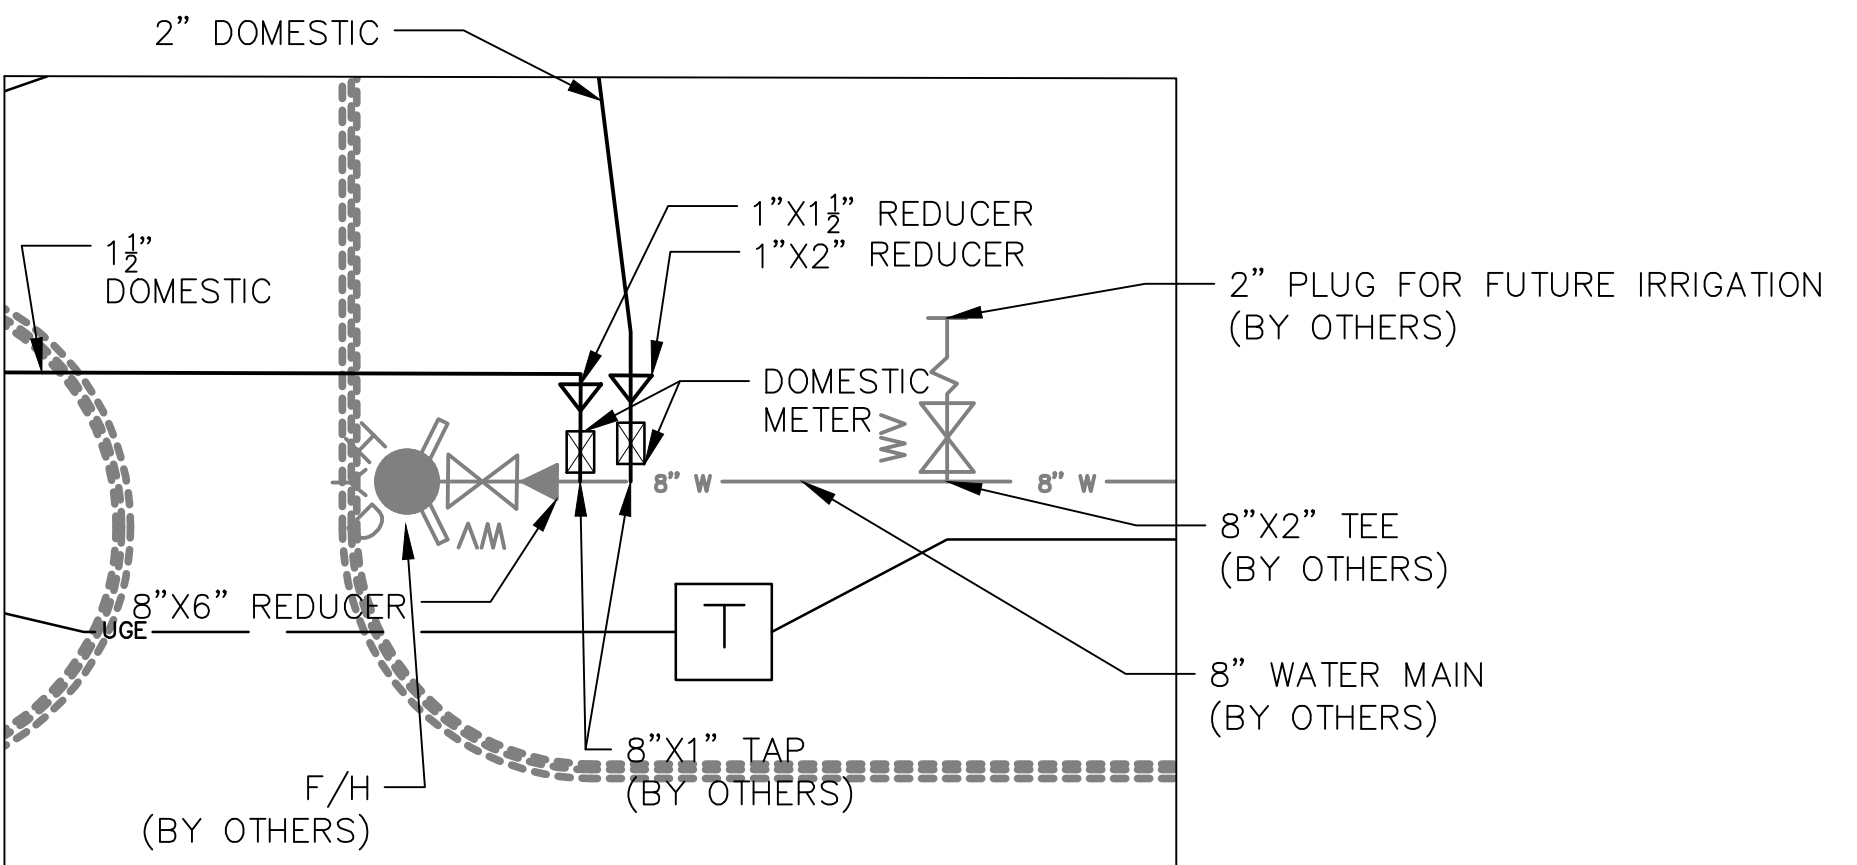 2” DOMESTIC
1”X1½” REDUCER
1”X2” REDUCER
1½”
DOMESTIC
2” PLUG FOR FUTURE IRRIGATION
(BY OTHERS)
DOMESTIC
METER
W
8” W
8” W
8”X2” TEE
(BY OTHERS)
WV
8”X6” REDUCER
UGE
T
8” WATER MAIN
(BY OTHERS)
8”X1” TAP
(BY OTHERS)
F/H
(BY OTHERS)